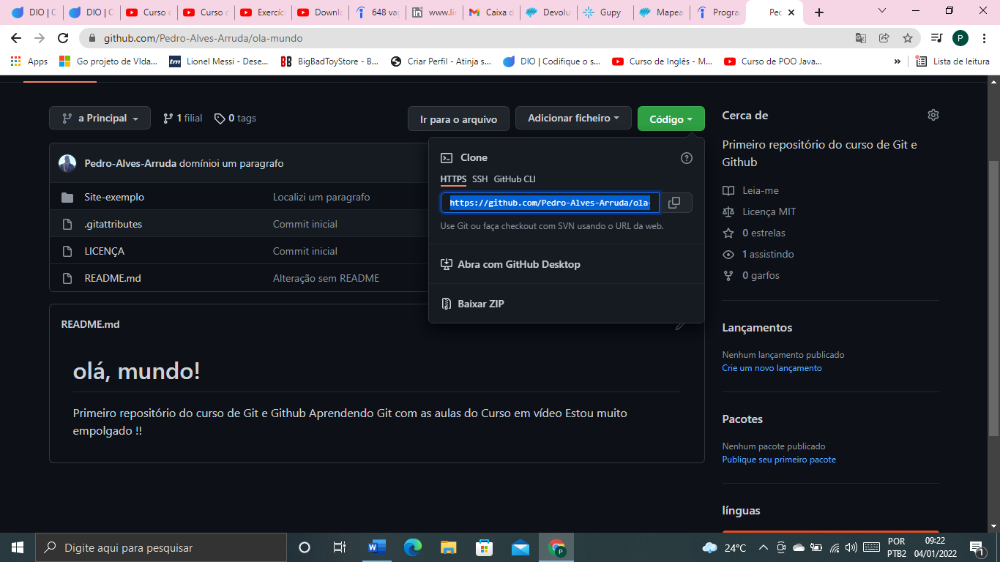 DIO | C
DIO | C
Curso
Curso
Exercí
Downl
648 va
www.li
Caixa d
Devolu
Gupy
Mapea
Progra
Ped
github.com/Pedro-Alves-Arruda/ola-mundo
P
Apps
Go projeto de VIda...
Lionel Messi - Dese...
BigBadToyStore - B...
Criar Perfil - Atinja s...
DIO | Codifique o s...
Curso de Inglês - M...
Curso de POO Java...
»
Lista de leitura
a Principal
1 filial
0 tags
Ir para o arquivo
Adicionar ficheiro
Código
Pedro-Alves-Arruda domínioi um paragrafo
Site-exemplo
Localizi um paragrafo
.gitattributes
Commit inicial
LICENÇA
Commit inicial
README.md
Alteração sem README
Clone
HTTPS SSH GitHub CLI
https://github.com/Pedro-Alves-Arruda/ola-
Use Git ou faça checkout com SVN usando o URL da web.
Abra com GitHub Desktop
Baixar ZIP
README.md
olá, mundo!
Primeiro repositório do curso de Git e Github Aprendendo Git com as aulas do Curso em vídeo Estou muito
empolgado !!
Cerca de
Primeiro repositório do curso de Git e
Github
Leia-me
Licença MIT
0 estrelas
1 assistindo
0 garfos
Lançamentos
Nenhum lançamento publicado
Crie um novo lançamento
Pacotes
Nenhum pacote publicado
Publique seu primeiro pacote
línguas
Digite aqui para pesquisar
24°C
POR
PTB2
09:22
04/01/2022
1